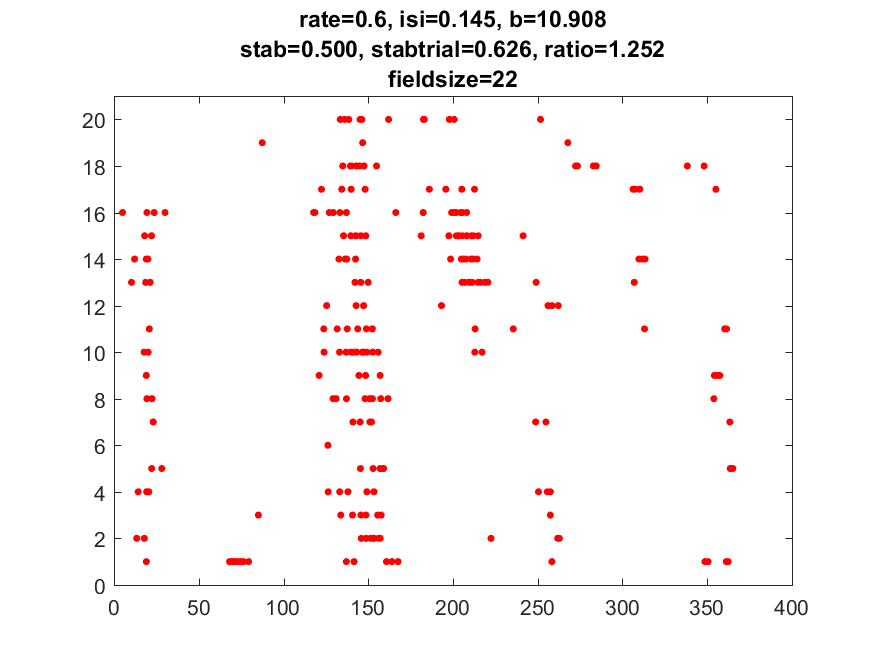 rate=0.6, isi=0.145, b=10.908
stab=0.500, stabtrial=0.626, ratio=1.252
fieldsize=22
20
18
16
14
12
10
8
6
4
2
0
0 50 100 150 200 250 300 350 400